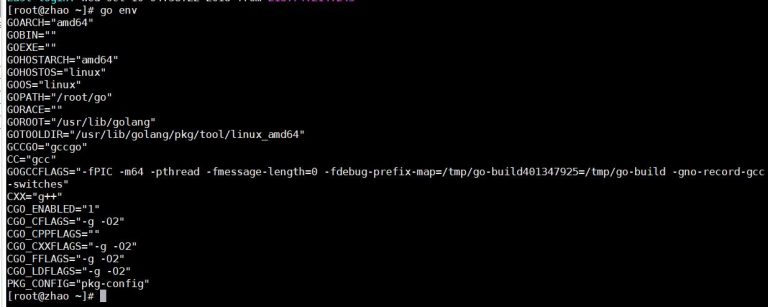 [root@zhao ~]# go env
GOARCH="amd64"
GOBIN=""
GOEXE=""
GOHOSTARCH="amd64"
GOHOSTOS="linux"
GOOS="linux"
GOPATH="/root/go"
GORACE=""
GOROOT="/usr/lib/golang"
GOTOOLDIR="/usr/lib/golang/pkg/tool/linux_amd64"
GCCGO="gccgo"
CC="gcc"
GOGCCFLAGS="-fPIC -m64 -pthread -fmessage-length=0 -fdebug-prefix-map=/tmp/go-build401347925=/tmp/go-build -gno-record-gcc
-switches"
CXX="g++"
CGO_ENABLED="1"
CGO_CFLAGS="-g -O2"
CGO_CPPFLAGS=""
CGO_CXXFLAGS="-g -O2"
CGO_FFLAGS="-g -O2"
CGO_LDFLAGS="-g -O2"
PKG_CONFIG="pkg-config"
[root@zhao ~]#